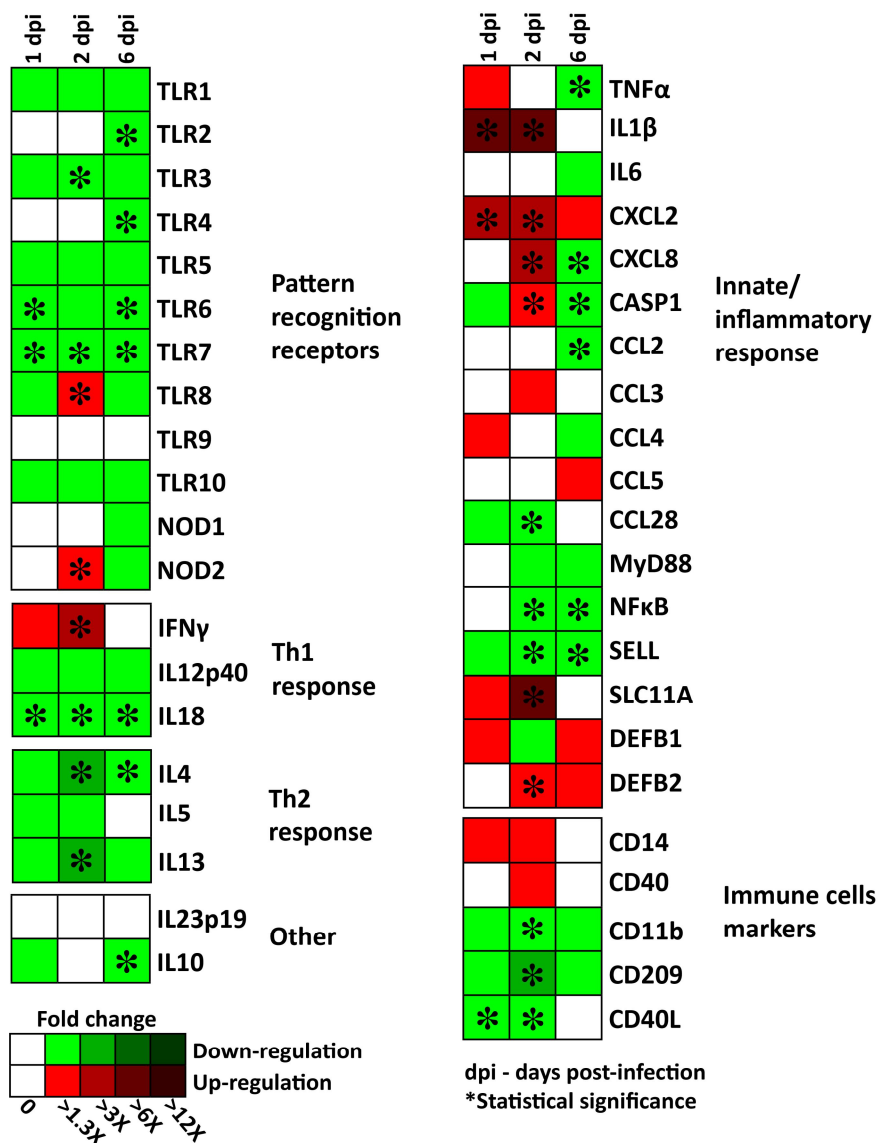 1 dpi 2 dpi 6 dpi
TLR1
TLR2
*
TLR3
*
TLR4
*
TLR5
TLR6
* *
TLR7
* * *
TLR8
*
TLR9
TLR10
NOD1
NOD2
*
Pattern
recognition
receptors
IFNγ
*
IL12p40
IL18
* * *
Th1
response
IL4
* *
IL5
IL13
*
Th2
response
IL23p19
IL10
*
Other
Fold change
Down-regulation
Up-regulation
0 >1.3X >3X >6X >12X
1 dpi 2 dpi 6 dpi
TNFα
*
IL1β
* *
IL6
CXCL2
* *
CXCL8
* *
CASP1
* *
CCL2
*
CCL3
CCL4
CCL5
CCL28
*
MyD88
NFκB
* *
SELL
* *
SLC11A
*
DEFB1
DEFB2
*
Innate/
inflammatory
response
CD14
CD40
CD11b
*
CD209
*
CD40L
* *
Immune cells
markers
dpi - days post-infection
*Statistical significance